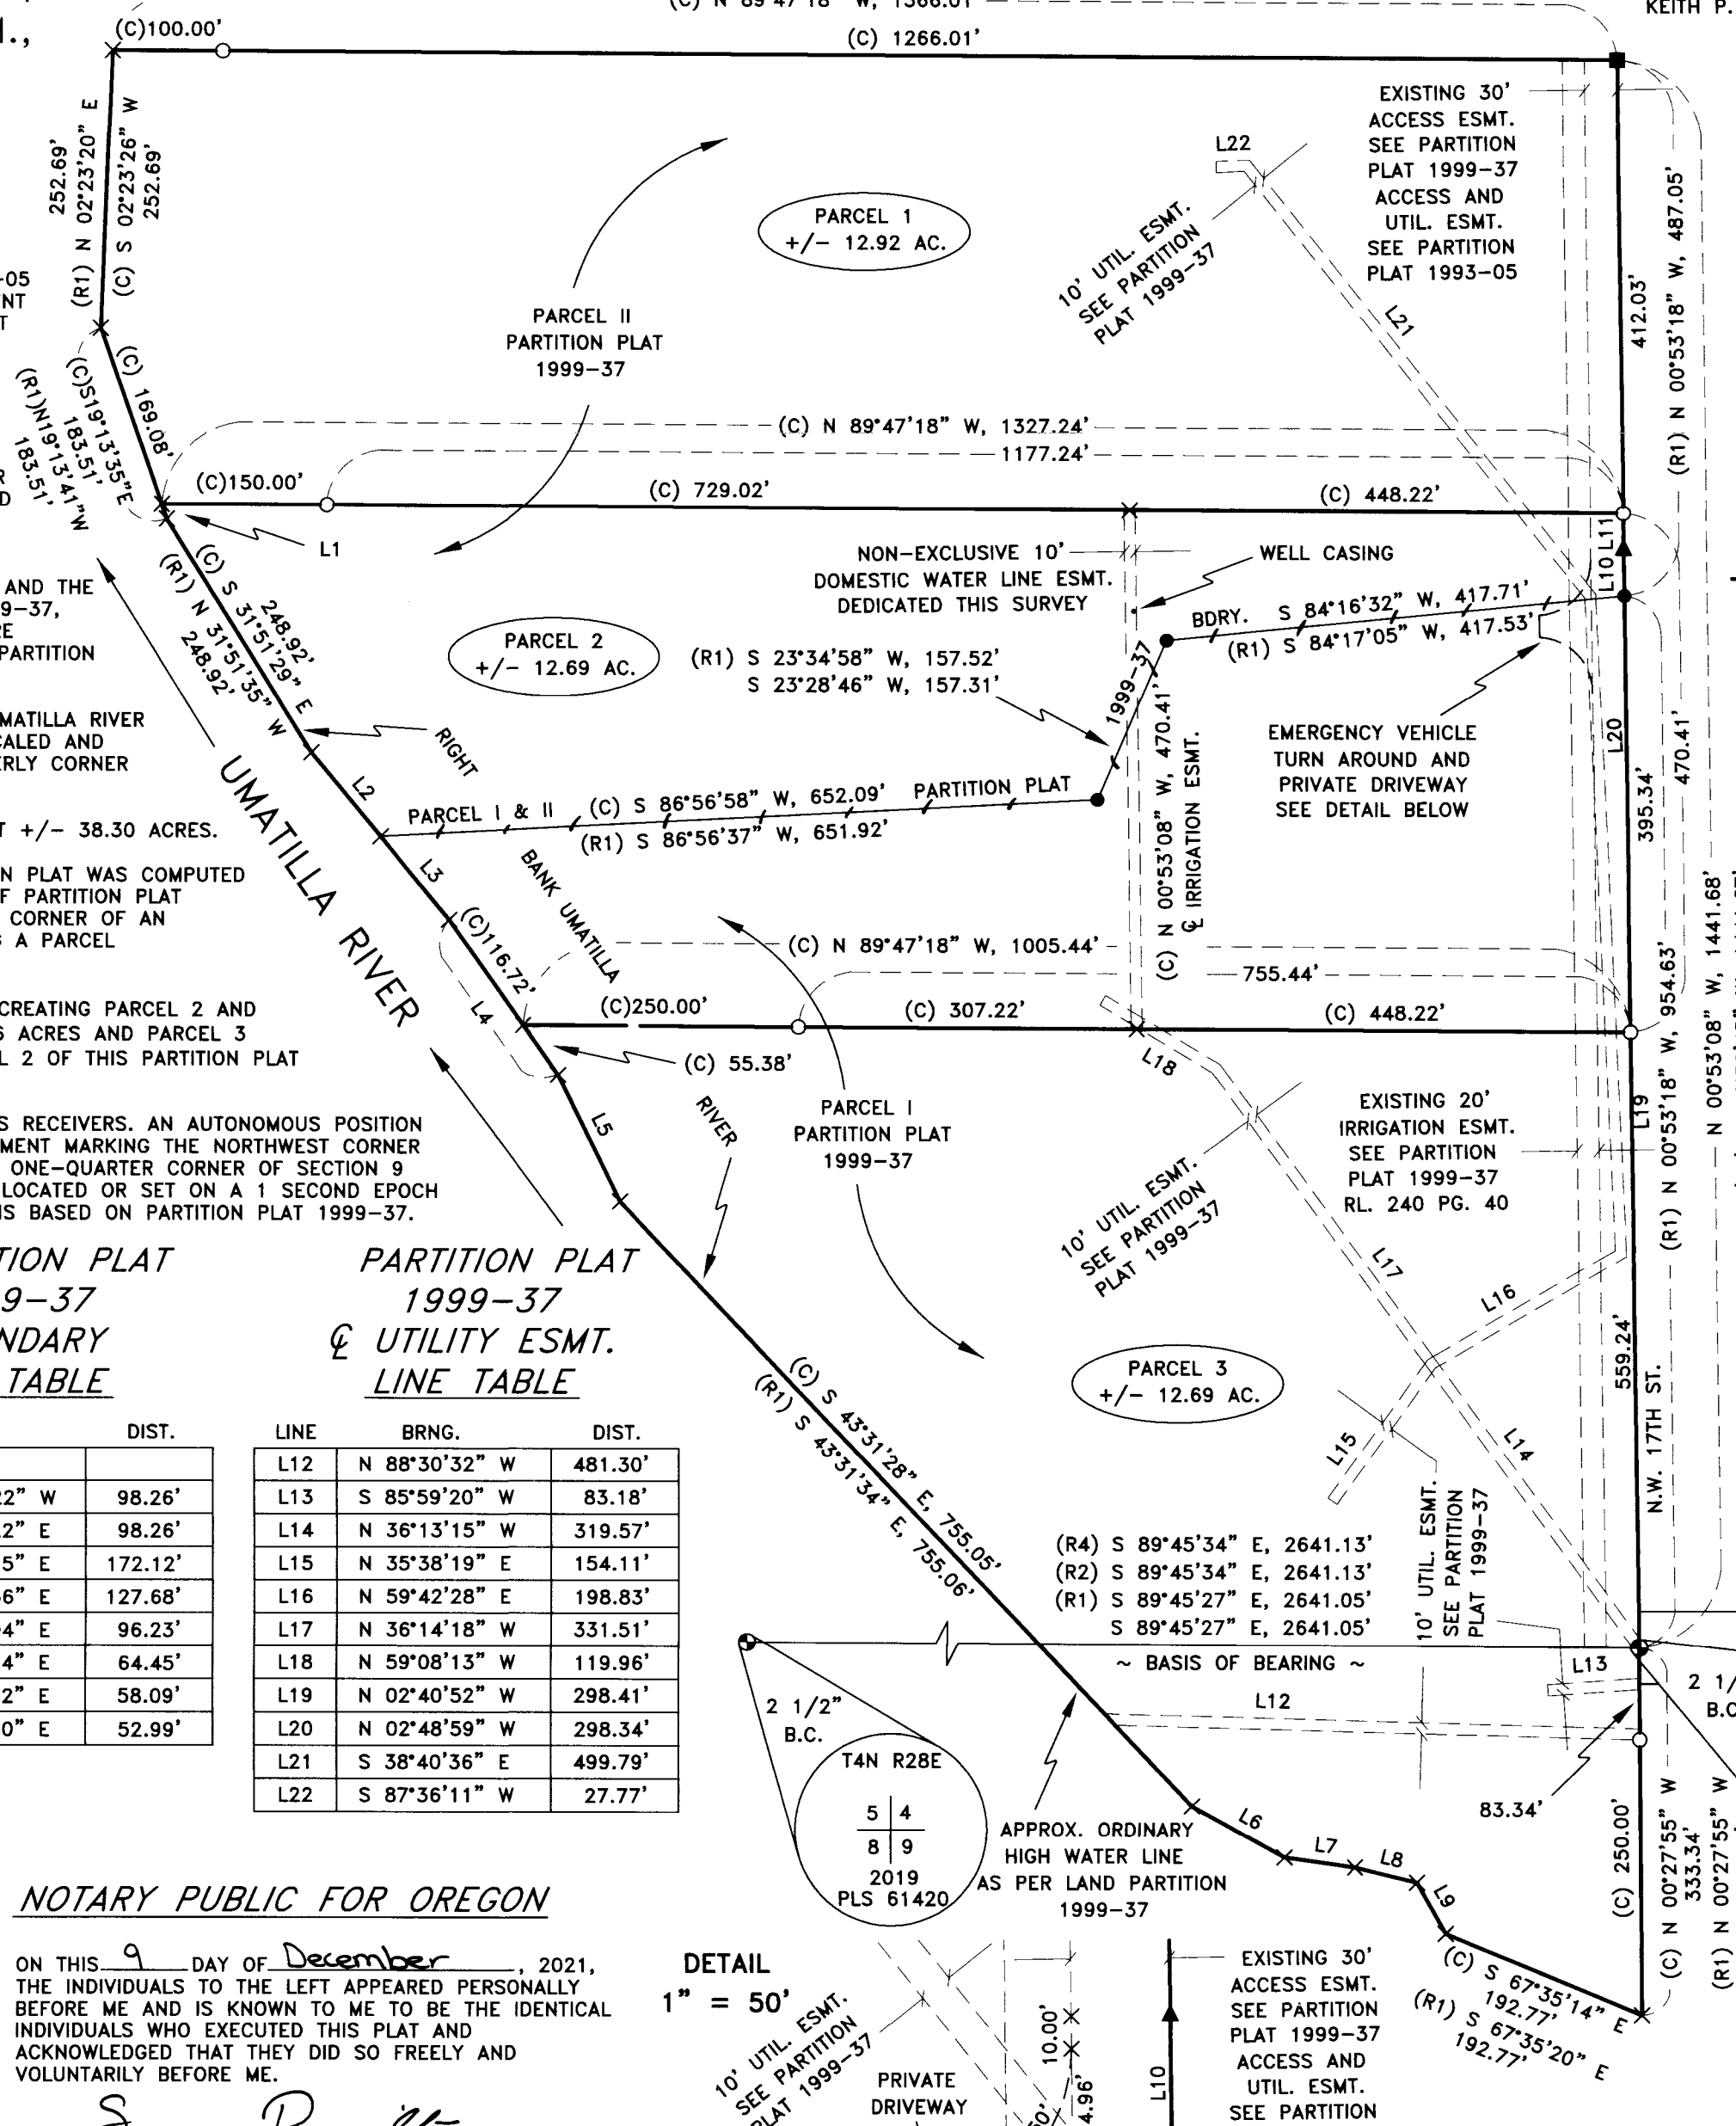 (C) N 89°47'18" W, 1366.01'
KEITH P.
(C)100.00'
(C) 1266.01'
252.69'
(R1) N 02°23'20" E
(C) S 02°23'26" W
252.69'
PARCEL 1
+/- 12.92 AC.
PARCEL II
PARTITION PLAT
1999-37
L22
10' UTIL. ESMT.
SEE PARTITION
PLAT 1999-37
EXISTING 30'
ACCESS ESMT.
SEE PARTITION
PLAT 1999-37
ACCESS AND
UTIL. ESMT.
SEE PARTITION
PLAT 1993-05
L21
412.03'
(R1) N 00°53'18" W, 487.05'
-05
ENT
T
(C) 169.08'
(C)S19°13'35"E
183.51'
(R1)N19°13'41"W
183.51'
(C) N 89°47'18" W, 1327.24'
1177.24'
(C)150.00'
(C) 729.02'
(C) 448.22'
L1
R
D
NON-EXCLUSIVE 10'
DOMESTIC WATER LINE ESMT.
DEDICATED THIS SURVEY
WELL CASING
L10 L11
AND THE
9-37,
RE
PARTITION
(C) S 31°51'29" E
248.92'
(R1) N 31°51'35" W
248.92'
PARCEL 2
+/- 12.69 AC.
BDRY. S 84°16'32" W, 417.71'
(R1) S 84°17'05" W, 417.53'
(R1) S 23°34'58" W, 157.52'
S 23°28'46" W, 157.31'
1999-37
EMERGENCY VEHICLE
TURN AROUND AND
PRIVATE DRIVEWAY
SEE DETAIL BELOW
L20
395.34'
470.41'
UMATILLA RIVER
CALED AND
ERLY CORNER
RIGHT
UMATILLA RIVER
L2
PARCEL I & II (C) S 86°56'58" W, 652.09' PARTITION PLAT
(R1) S 86°56'37" W, 651.92'
T +/- 38.30 ACRES.
N PLAT WAS COMPUTED
F PARTITION PLAT
CORNER OF AN
S A PARCEL
L3
BANK UMATILLA
(C) N 00°53'08" W, 470.41'
℄ IRRIGATION ESMT.
(C) N 89°47'18" W, 1005.44'
755.44'
(C)116.72'
L4
(C)250.00'
(C) 307.22'
(C) 448.22'
CREATING PARCEL 2 AND
S ACRES AND PARCEL 3
L 2 OF THIS PARTITION PLAT
(C) 55.38'
L18
L5
RIVER
PARCEL I
PARTITION PLAT
1999-37
EXISTING 20'
IRRIGATION ESMT.
SEE PARTITION
PLAT 1999-37
RL. 240 PG. 40
L19
(R1) N 00°53'18" W, 954.63'
N 00°53'08" W, 1441.68'
S RECEIVERS. AN AUTONOMOUS POSITION
MENT MARKING THE NORTHWEST CORNER
ONE-QUARTER CORNER OF SECTION 9
LOCATED OR SET ON A 1 SECOND EPOCH
IS BASED ON PARTITION PLAT 1999-37.
10' UTIL. ESMT.
SEE PARTITION
PLAT 1999-37
L17
L16
TION PLAT
9-37
NDARY
TABLE
PARTITION PLAT
1999-37
℄ UTILITY ESMT.
LINE TABLE
PARCEL 3
+/- 12.69 AC.
559.24'
N.W. 17TH ST.
(C) S 43°31'28" E, 755.05'
(R1) S 43°31'34" E, 755.06'
L15
L14
10' UTIL. ESMT.
SEE PARTITION
PLAT 1999-37
DIST.
22" W 98.26'
2" E 98.26'
5" E 172.12'
6" E 127.68'
4" E 96.23'
4" E 64.45'
2" E 58.09'
0" E 52.99'
LINE BRNG. DIST.
L12 N 88°30'32" W 481.30'
L13 S 85°59'20" W 83.18'
L14 N 36°13'15" W 319.57'
L15 N 35°38'19" E 154.11'
L16 N 59°42'28" E 198.83'
L17 N 36°14'18" W 331.51'
L18 N 59°08'13" W 119.96'
L19 N 02°40'52" W 298.41'
L20 N 02°48'59" W 298.34'
L21 S 38°40'36" E 499.79'
L22 S 87°36'11" W 27.77'
(R4) S 89°45'34" E, 2641.13'
(R2) S 89°45'34" E, 2641.13'
(R1) S 89°45'27" E, 2641.05'
S 89°45'27" E, 2641.05'
~ BASIS OF BEARING ~
L13
L12
2 1/2"
B.C.
T4N R28E
5 4
8 9
2019
PLS 61420
APPROX. ORDINARY
HIGH WATER LINE
AS PER LAND PARTITION
1999-37
L6
L7
L8
L9
83.34'
2 1/
B.C
(C) 250.00'
(C) N 00°27'55" W
333.34'
(R1) N 00°27'55" W
(C) S 67°35'14" E
192.77'
(R1) S 67°35'20" E
192.77'
NOTARY PUBLIC FOR OREGON
ON THIS 9 DAY OF December, 2021,
THE INDIVIDUALS TO THE LEFT APPEARED PERSONALLY
BEFORE ME AND IS KNOWN TO ME TO BE THE IDENTICAL
INDIVIDUALS WHO EXECUTED THIS PLAT AND
ACKNOWLEDGED THAT THEY DID SO FREELY AND
VOLUNTARILY BEFORE ME.
DETAIL
1" = 50'
10' UTIL. ESMT.
SEE PARTITION
PLAT 1999-37
PRIVATE
DRIVEWAY
10.00'
4.96'
L10
EXISTING 30'
ACCESS ESMT.
SEE PARTITION
PLAT 1999-37
ACCESS AND
UTIL. ESMT.
SEE PARTITION